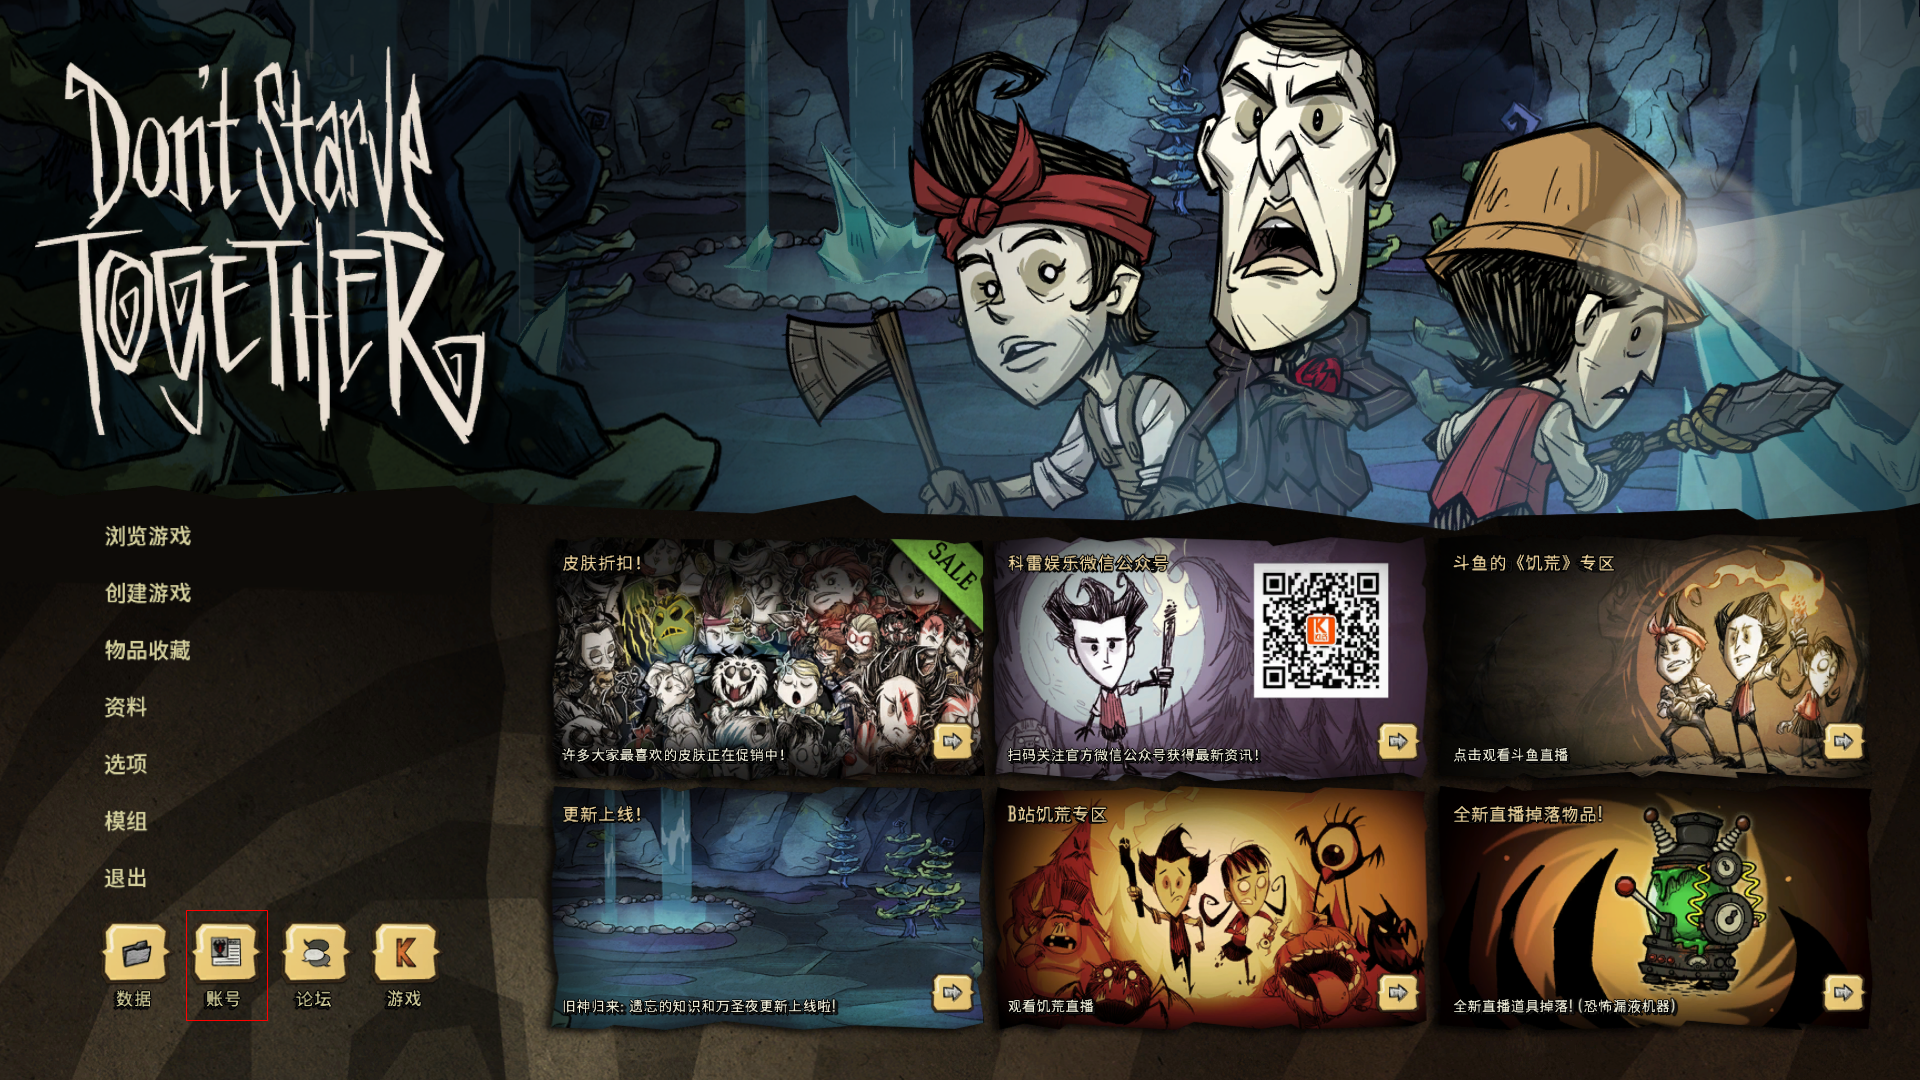 Don't Starve
Together
浏览游戏
创建游戏
物品收藏
资料
选项
模组
退出
数据
账号
论坛
K
游戏
皮肤折扣!
SALE
许多大家最喜欢的皮肤正在促销中!
科雷娱乐微信公众号
扫码关注官方微信公众号获得最新资讯!
斗鱼的《饥荒》专区
点击观看斗鱼直播
更新上线!
旧神归来: 遗忘的知识和万圣夜更新上线啦!
B站饥荒专区
观看饥荒直播
全新直播掉落物品!
全新直播道具掉落! (恐怖漏液机器)